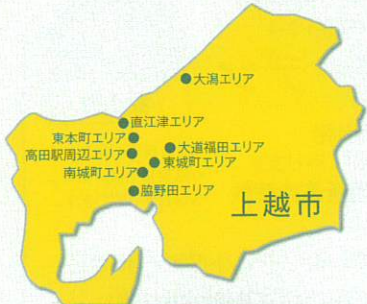 大潟エリア
直江津エリア
東本町エリア
大道福田エリア
高田駅周辺エリア
東城町エリア
南城町エリア
脇野田エリア
上越市